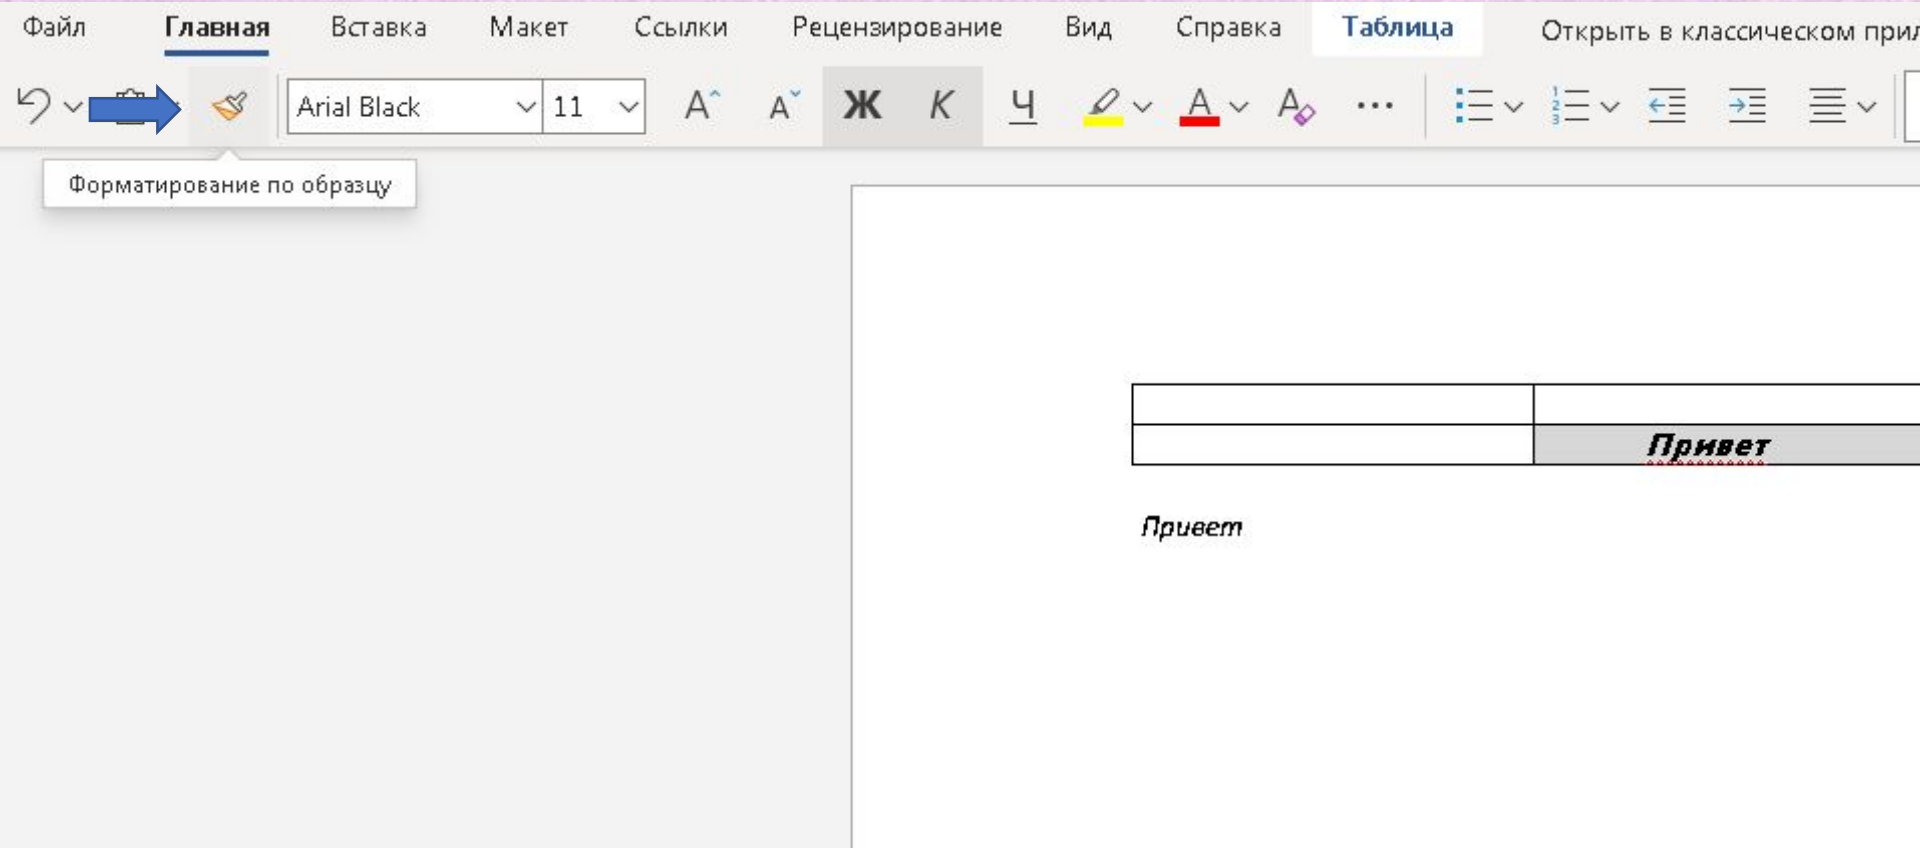 Файл Главная Вставка Макет Ссылки Рецензирование Вид Справка Таблица Открыть в классическом
Arial Black 11 А А Ж К Ч А А
Форматирование по образцу
Привет
Привет